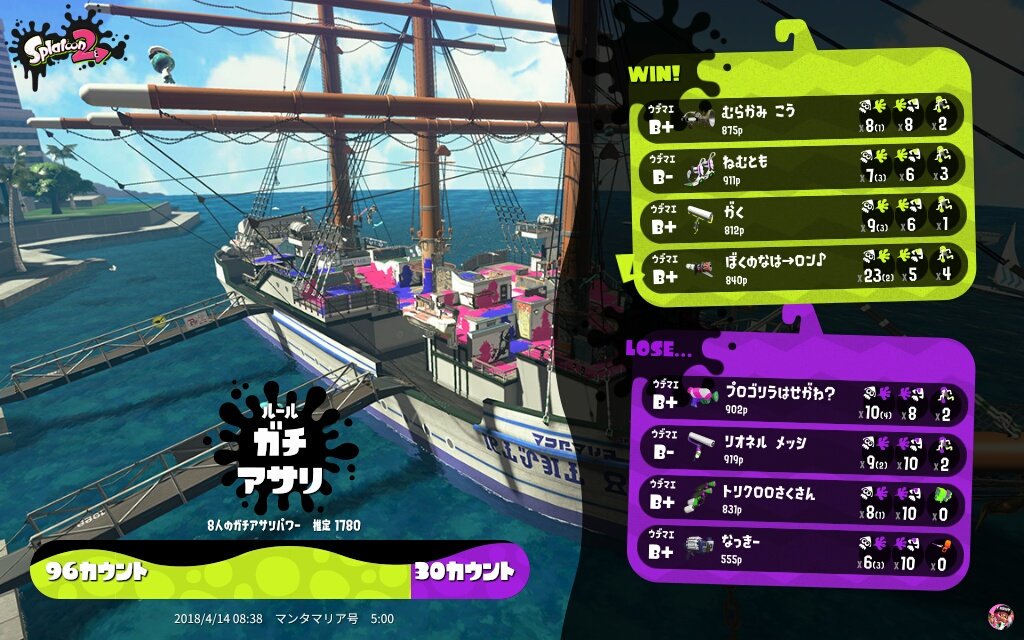 Splatoon 2
ルール
ガチ
アサリ
8人のガチアサリパワー 推定 1780
96カウント 30カウント
2018/4/14 08:38 マンタマリア号 5:00
WIN!
ウデマエ B+ むらかみ こう 875p x8(1) x8 x2
ウデマエ B- ねむとも 911p x7(3) x6 x3
ウデマエ B+ がく 812p x9(3) x6 x1
ウデマエ B+ ぼくのなは→ロン♪ 840p x23(2) x5 x4
LOSE...
ウデマエ B+ プロゴリラはせがわ? 902p x10(4) x8 x2
ウデマエ B- リオネル メッシ 919p x9(2) x10 x2
ウデマエ B+ トリクロロさくさん 831p x8(1) x10 x0
ウデマエ B+ なっきー 555p x6(3) x10 x0